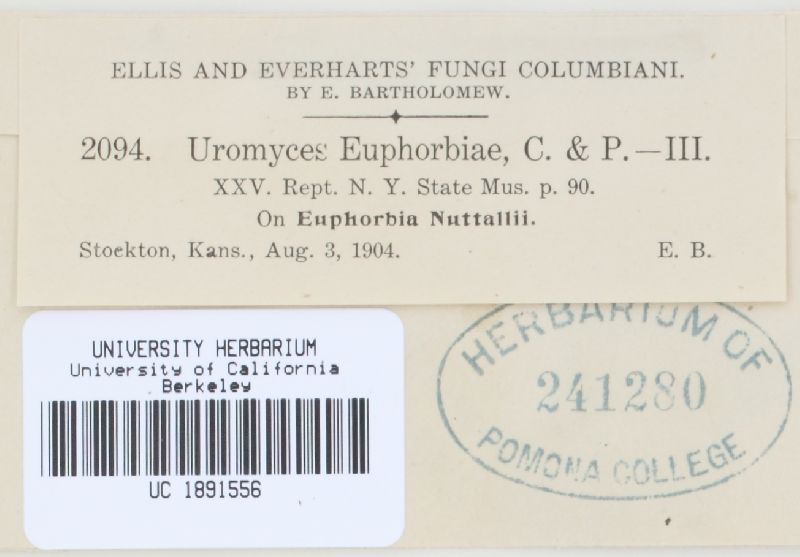 ELLIS AND EVERHARTS' FUNGI COLUMBIANI.
BY E. BARTHOLOMEW.
2094. Uromyces Euphorbiae, C. & P.—III.
XXV. Rept. N. Y. State Mus. p. 90.
On Euphorbia Nuttallii.
Stockton, Kans., Aug. 3, 1904. E. B.
UNIVERSITY HERBARIUM
University of California
Berkeley
UC 1891556
HERBARIUM OF
241280
POMONA COLLEGE